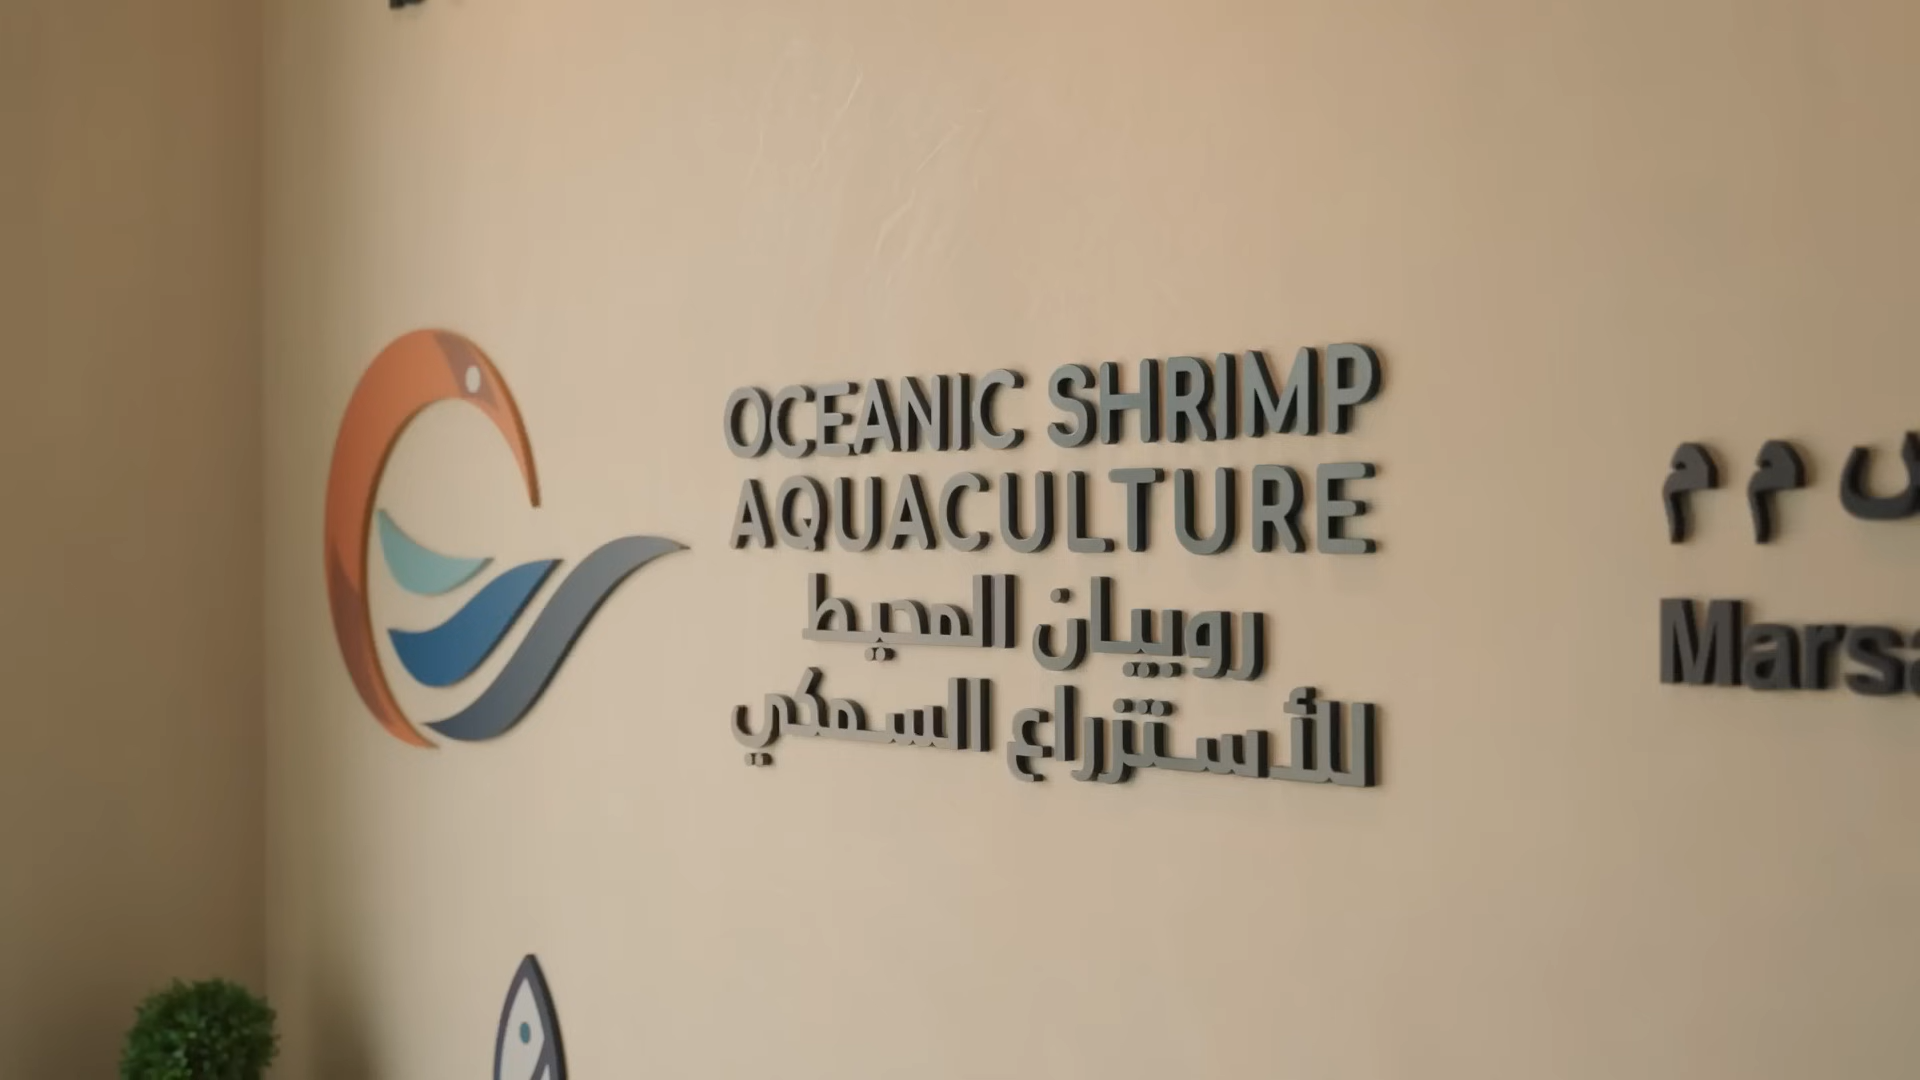 OCEANIC SHRIMP
AQUACULTURE
روبيان المحيط
للأستزراع السمكي